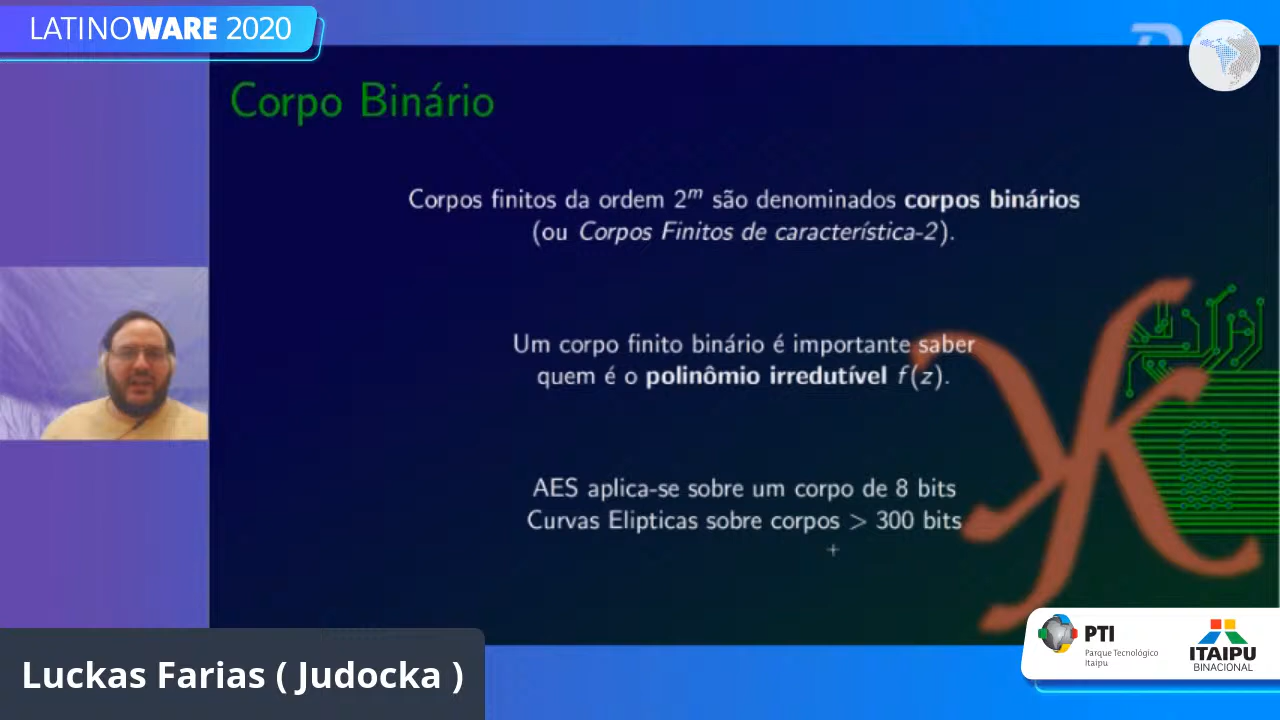 LATINOWARE 2020
Corpo Binário
Corpos finitos da ordem 2^m são denominados corpos binários
(ou Corpos Finitos de característica-2).
Um corpo finito binário é importante saber
quem é o polinômio irredutível f(z).
AES aplica-se sobre um corpo de 8 bits
Curvas Elipticas sobre corpos > 300 bits
Luckas Farias ( Judocka )
PTI
Parque Tecnológico
Itaipu
ITAIPU
BINACIONAL